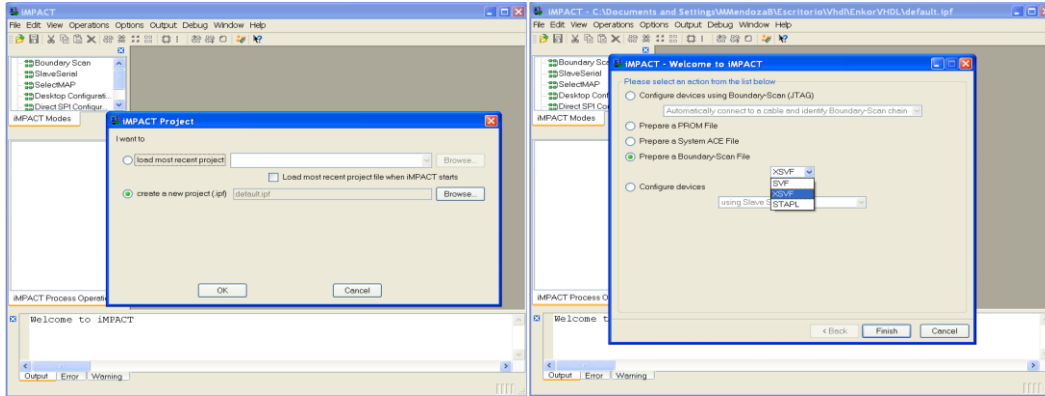 iMPACT
File Edit View Operations Options Output Debug Window Help
Boundary Scan
SlaveSerial
SelectMAP
Desktop Configurati...
Direct SPI Configur...
iMPACT Modes
iMPACT Project
I want to
load most recent project
Browse...
Load most recent project file when iMPACT starts
create a new project (.ipf)
default.ipf
Browse...
OK
Cancel
iMPACT Process Operati
Welcome to iMPACT
Output
Error
Warning
iMPACT - C:\Documents and Settings\MMendozaB\Escritorio\Vhdl\EnkorVHDL\default.ipf
File Edit View Operations Options Output Debug Window Help
Boundary Sca
SlaveSerial
SelectMAP
Desktop Conf
Direct SPI Co
iMPACT Modes
iMPACT - Welcome to iMPACT
Please select an action from the list below
Configure devices using Boundary-Scan (JTAG)
Automatically connect to a cable and identify Boundary-Scan chain
Prepare a PROM File
Prepare a System ACE File
Prepare a Boundary-Scan File
XSVF
SVF
XSVF
STAPL
Configure devices
using Slave S
< Back
Finish
Cancel
iMPACT Process O
Welcome t
Output
Error
Warning